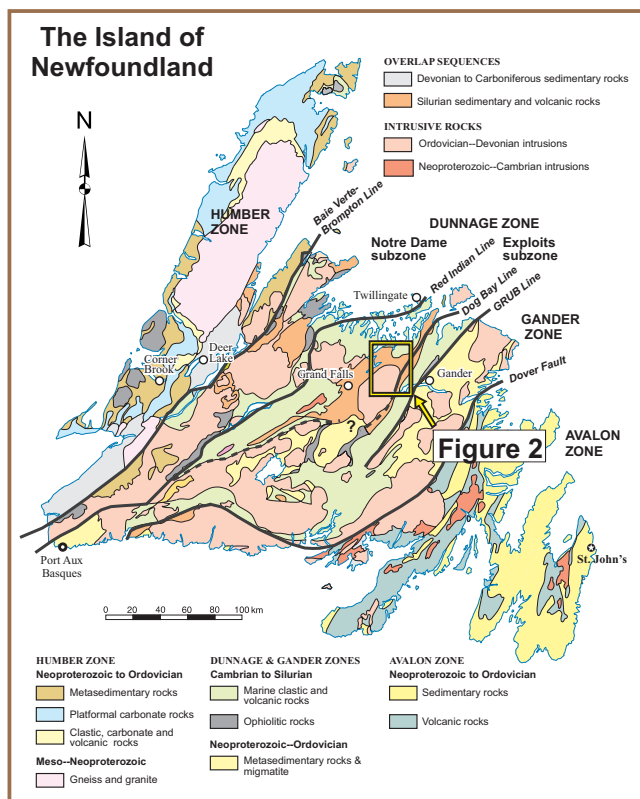 The Island of
Newfoundland
OVERLAP SEQUENCES
Devonian to Carboniferous sedimentary rocks
Silurian sedimentary and volcanic rocks
INTRUSIVE ROCKS
Ordovician--Devonian intrusions
Neoproterozoic--Cambrian intrusions
N
HUMBER
ZONE
Baie Verte-
Brompton Line
DUNNAGE ZONE
Notre Dame
subzone
Exploits
subzone
Red Indian Line
Dog Bay Line
GRUB Line
Twillingate
GANDER
ZONE
Dover Fault
Deer
Lake
Corner
Brook
Grand Falls
Gander
?
Figure 2
AVALON
ZONE
St. John's
Port Aux
Basques
0 20 40 60 80 100 km
HUMBER ZONE
Neoproterozoic to Ordovician
Metasedimentary rocks
Platformal carbonate rocks
Clastic, carbonate and
volcanic rocks
Meso--Neoproterozoic
Gneiss and granite
DUNNAGE & GANDER ZONES
Cambrian to Silurian
Marine clastic and
volcanic rocks
Ophiolitic rocks
Neoproterozoic--Ordovician
Metasedimentary rocks &
migmatite
AVALON ZONE
Neoproterozoic to Ordovician
Sedimentary rocks
Volcanic rocks